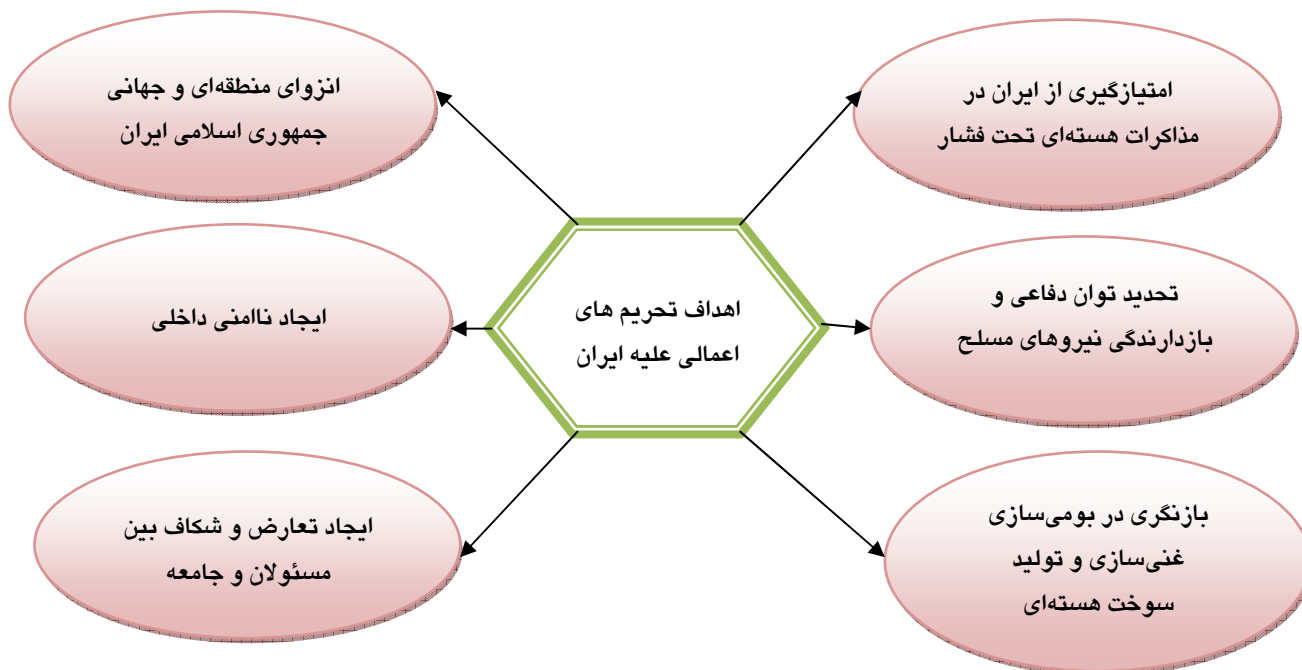 امتیازگیری از ایران در
مذاکرات هسته‌ای تحت فشار
انزوای منطقه‌ای و جهانی
جمهوری اسلامی ایران
تحدید توان دفاعی و
بازدارندگی نیروهای مسلح
اهداف تحریم های
اعمالی علیه ایران
ایجاد ناامنی داخلی
بازنگری در بومی‌سازی
غنی‌سازی و تولید
سوخت هسته‌ای
ایجاد تعارض و شکاف بین
مسئولان و جامعه